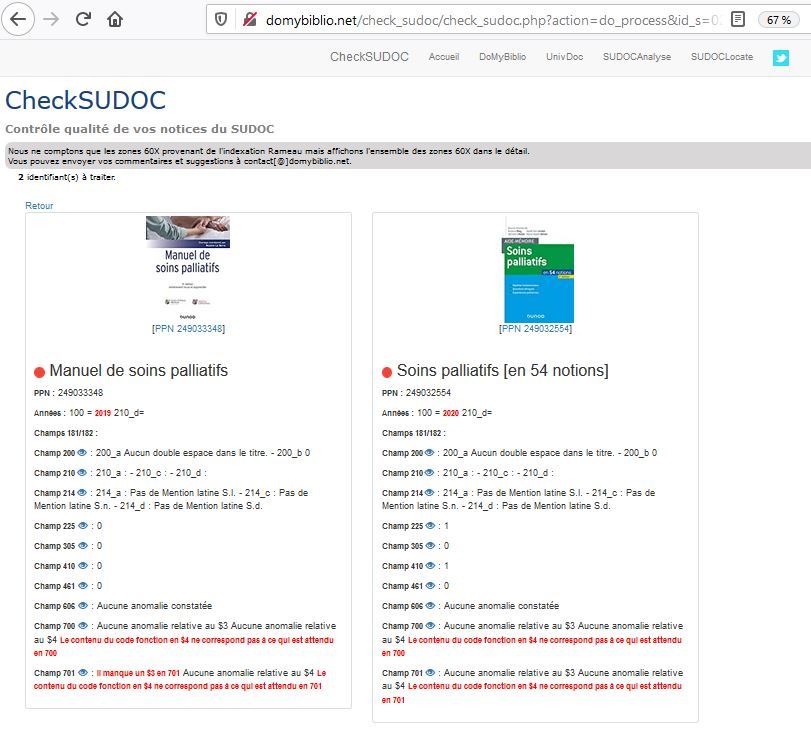 domybiblio.net/check_sudoc/check_sudoc.php?action=do_process&id_s=02
67 %
CheckSUDOC Accueil DoMyBiblio UnivDoc SUDOCAnalyse SUDOCLocate
CheckSUDOC
Contrôle qualité de vos notices du SUDOC
Nous ne comptons que les zones 60X provenant de l'indexation Rameau mais affichons l'ensemble des zones 60X dans le détail.
Vous pouvez envoyer vos commentaires et suggestions à contact[@]domybiblio.net.
2 identifiant(s) à traiter.
Retour
Manuel de
soins palliatifs
DUNOD
[PPN 249033348]
Manuel de soins palliatifs
PPN : 249033348
Années : 100 = 2019 210_d=
Champs 181/182 :
Champ 200 : 200_a Aucun double espace dans le titre. - 200_b 0
Champ 210 : 210_a : - 210_c : - 210_d :
Champ 214 : 214_a : Pas de Mention latine S.l. - 214_c : Pas de
Mention latine S.n. - 214_d : Pas de Mention latine S.d.
Champ 225 : 0
Champ 305 : 0
Champ 410 : 0
Champ 461 : 0
Champ 606 : Aucune anomalie constatée
Champ 700 : Aucune anomalie relative au $3 Aucune anomalie relative
au $4 Le contenu du code fonction en $4 ne correspond pas à ce qui est attendu
en 700
Champ 701 : Il manque un $3 en 701 Aucune anomalie relative au $4 Le
contenu du code fonction en $4 ne correspond pas à ce qui est attendu en 701
AIDE-MÉMOIRE
Soins
palliatifs
en 54 notions
DUNOD
[PPN 249032554]
Soins palliatifs [en 54 notions]
PPN : 249032554
Années : 100 = 2020 210_d=
Champs 181/182 :
Champ 200 : 200_a Aucun double espace dans le titre. - 200_b 0
Champ 210 : 210_a : - 210_c : - 210_d :
Champ 214 : 214_a : Pas de Mention latine S.l. - 214_c : Pas de
Mention latine S.n. - 214_d : Pas de Mention latine S.d.
Champ 225 : 1
Champ 305 : 0
Champ 410 : 1
Champ 461 : 0
Champ 606 : Aucune anomalie constatée
Champ 700 : Aucune anomalie relative au $3 Aucune anomalie relative
au $4 Le contenu du code fonction en $4 ne correspond pas à ce qui est attendu
en 700
Champ 701 : Aucune anomalie relative au $3 Aucune anomalie relative
au $4 Le contenu du code fonction en $4 ne correspond pas à ce qui est attendu
en 701